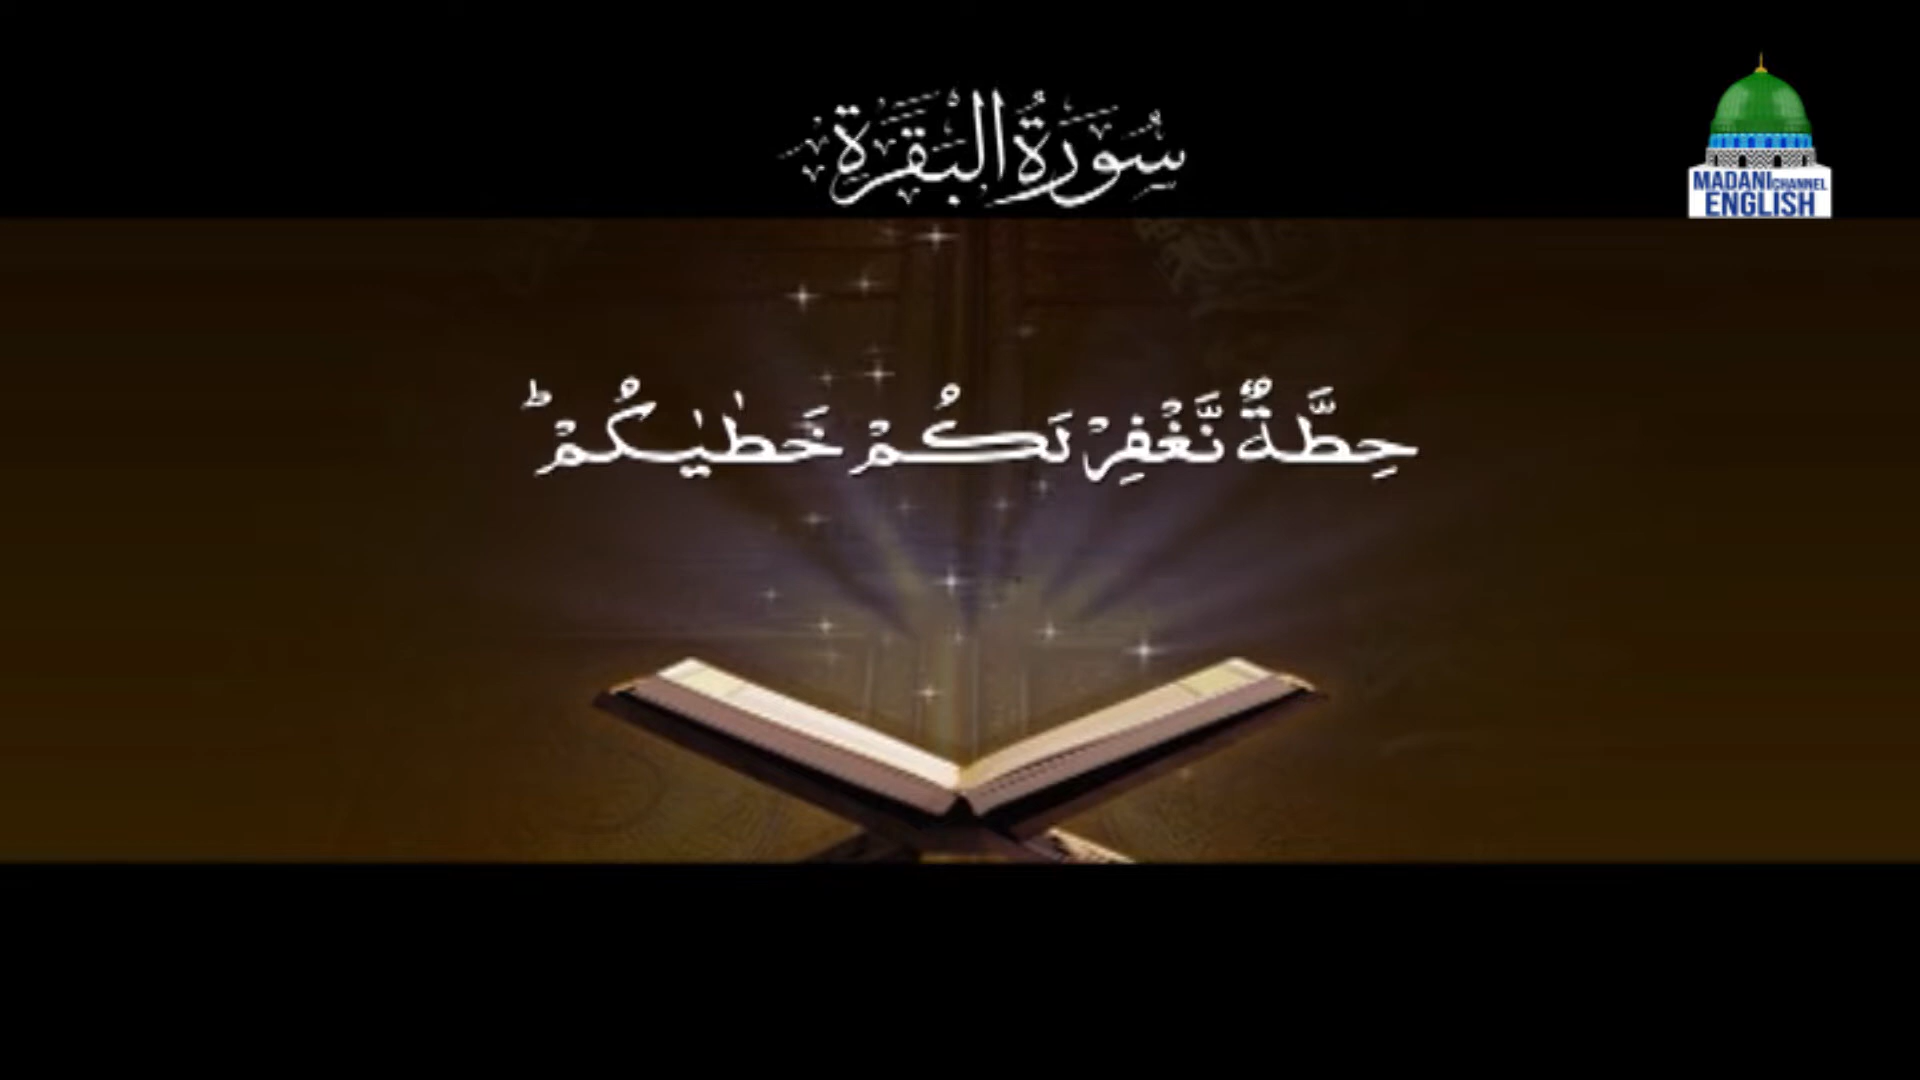 سُوْرَةُ الْبَقَرَة
MADANI CHANNEL
ENGLISH
حِطَّةٌ نَّغْفِرْ لَكُمْ خَطٰیٰكُمْ ؕ